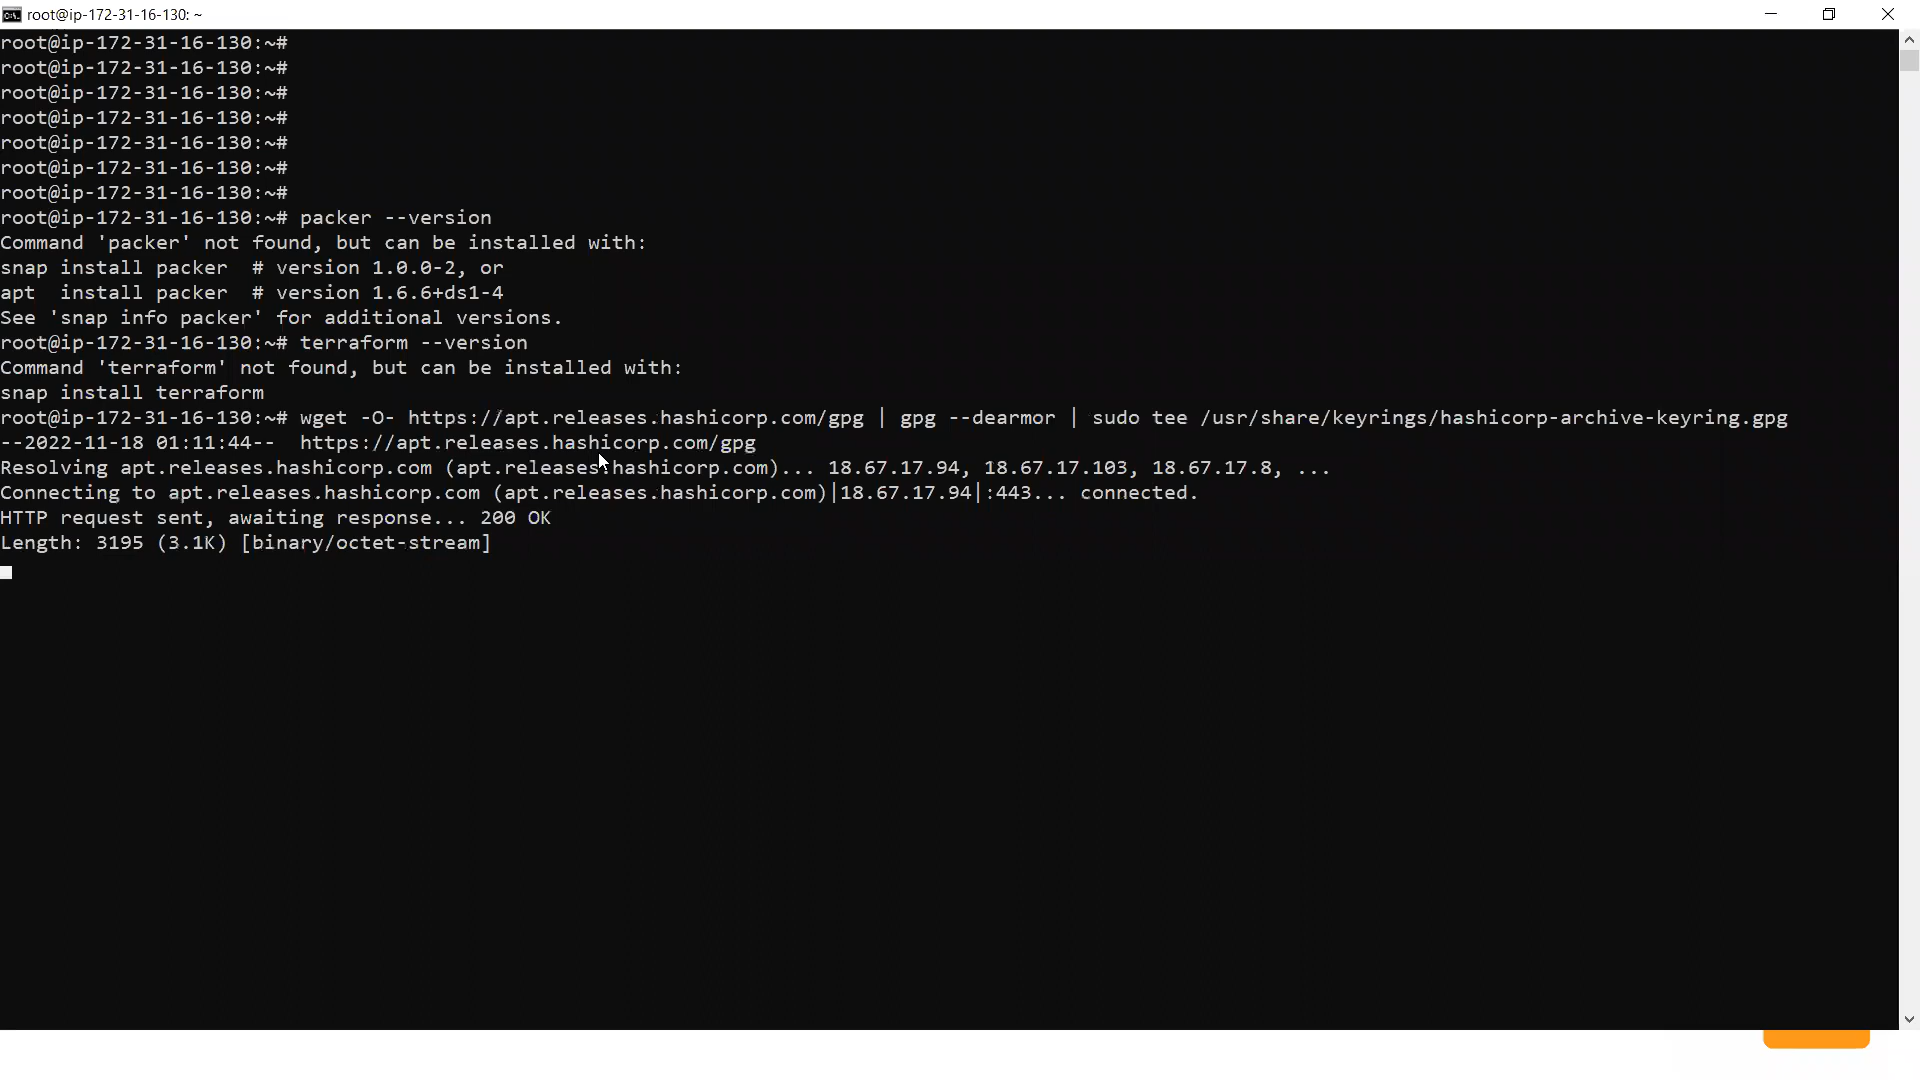 root@ip-172-31-16-130: ~
root@ip-172-31-16-130:~#
root@ip-172-31-16-130:~#
root@ip-172-31-16-130:~#
root@ip-172-31-16-130:~#
root@ip-172-31-16-130:~#
root@ip-172-31-16-130:~#
root@ip-172-31-16-130:~#
root@ip-172-31-16-130:~# packer --version
Command 'packer' not found, but can be installed with:
snap install packer  # version 1.0.0-2, or
apt  install packer  # version 1.6.6+ds1-4
See 'snap info packer' for additional versions.
root@ip-172-31-16-130:~# terraform --version
Command 'terraform' not found, but can be installed with:
snap install terraform
root@ip-172-31-16-130:~# wget -O- https://apt.releases.hashicorp.com/gpg | gpg --dearmor | sudo tee /usr/share/keyrings/hashicorp-archive-keyring.gpg
--2022-11-18 01:11:44--  https://apt.releases.hashicorp.com/gpg
Resolving apt.releases.hashicorp.com (apt.releases.hashicorp.com)... 18.67.17.94, 18.67.17.103, 18.67.17.8, ...
Connecting to apt.releases.hashicorp.com (apt.releases.hashicorp.com)|18.67.17.94|:443... connected.
HTTP request sent, awaiting response... 200 OK
Length: 3195 (3.1K) [binary/octet-stream]